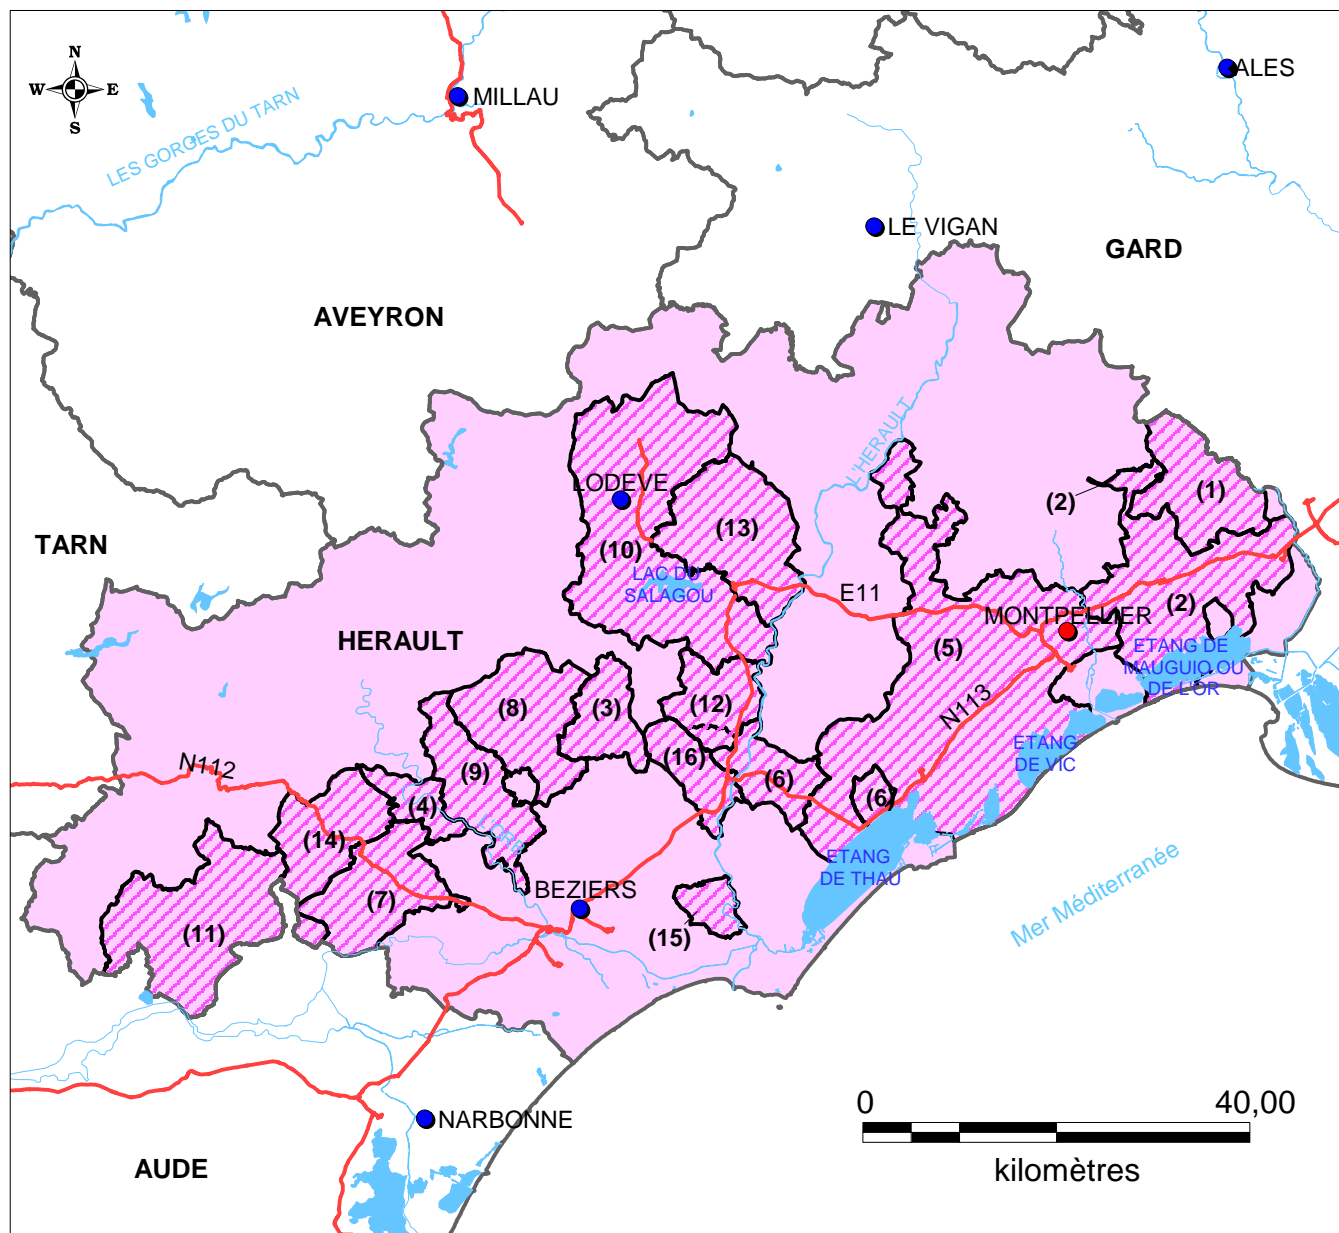 N
W E
S
ALES
MILLAU
LES GORGES DU TARN
LE VIGAN
GARD
AVEYRON
L'HERAULT
LODEVE
(2)
(1)
(13)
TARN
(10)
LAC DU
SALAGOU
E11
(2)
MONTPELLIER
HERAULT
(5)
ETANG DE
MAUGUIO OU
DE L'OR
(8)
(3)
(12)
N113
ETANG
DE VIC
N112
(9)
(16)
(6)
(6)
(4)
L'ORB
(14)
ETANG
DE THAU
BEZIERS
(7)
(11)
(15)
Mer Méditerranée
0 40,00
kilomètres
NARBONNE
AUDE